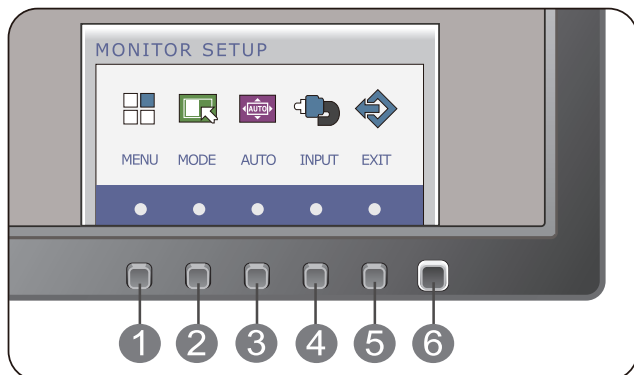 MONITOR SETUP
AUTO
MENU MODE AUTO INPUT EXIT
1 2 3 4 5 6